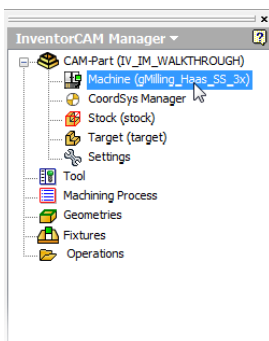 InventorCAM Manager
CAM-Part (IV_IM_WALKTHROUGH)
Machine (gMilling_Haas_SS_3x)
CoordSys Manager
Stock (stock)
Target (target)
Settings
Tool
Machining Process
Geometries
Fixtures
Operations